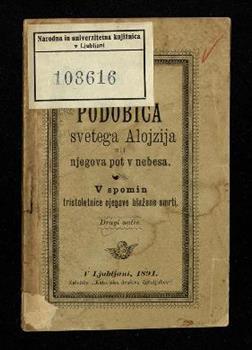 Narodna in univerzitetna knjižnica
v Ljubljani
108616
PODOBICA
svetega Alojzija
ali
njegova pot v nebesa.
V spomin
tristoletnice njegove blažene smrti.
Drugi natis.
V Ljubljani, 1891.